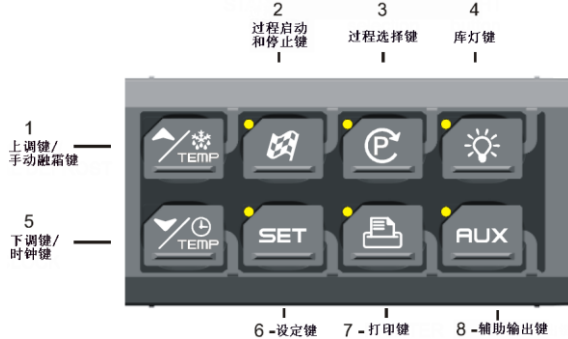 2
过程启动
和停止键
3
过程选择键
4
库灯键
1
上调键/
手动融霜键
TEMP
P
5
下调键/
时钟键
TEMP
SET
AUX
6-设定键
7-打印键
8-辅助输出键